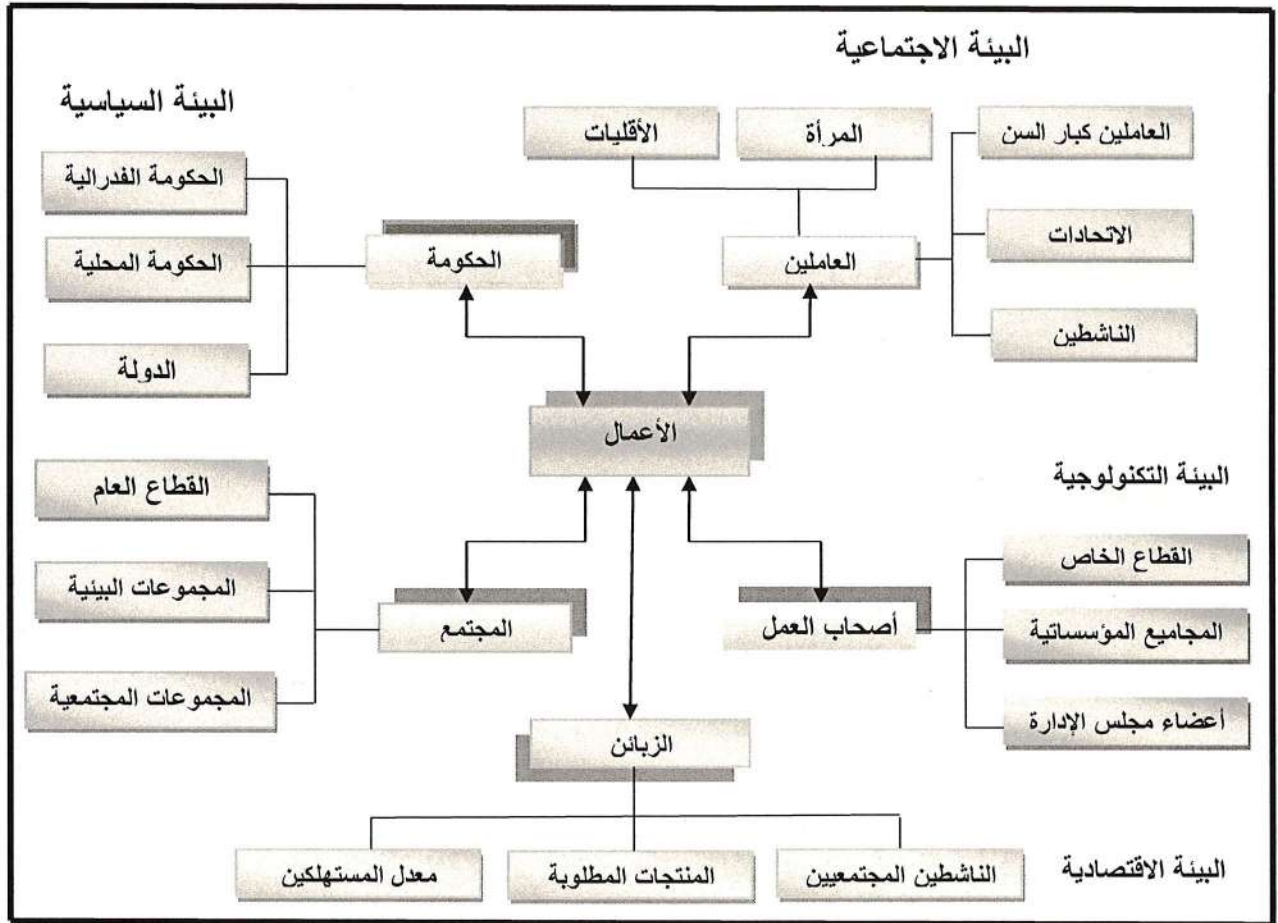 البيئة الاجتماعية
البيئة السياسية
العاملين كبار السن
المرأة
الأقليات
الاتحادات
الناشطين
العاملين
الحكومة
الحكومة الفدرالية
الحكومة المحلية
الدولة
الأعمال
البيئة التكنولوجية
القطاع الخاص
المجاميع المؤسساتية
أعضاء مجلس الإدارة
أصحاب العمل
المجتمع
القطاع العام
المجموعات البيئية
المجموعات المجتمعية
الزبائن
البيئة الاقتصادية
الناشطين المجتمعيين
المنتجات المطلوبة
معدل المستهلكين